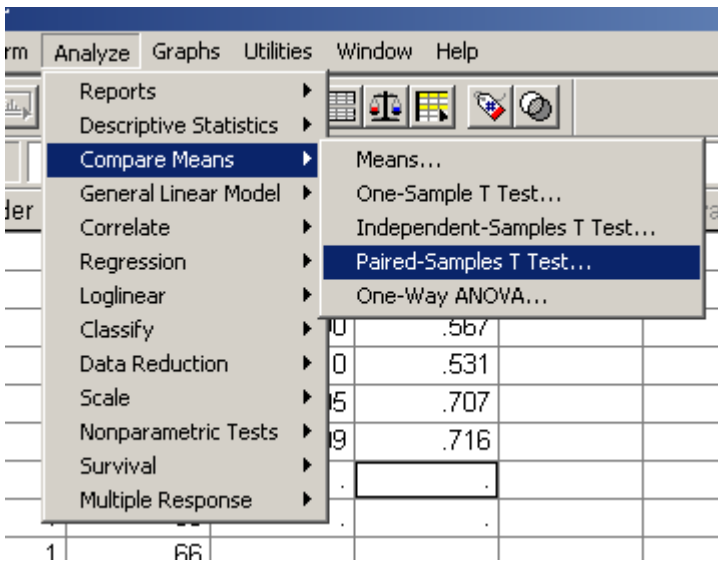 rm Analyze Graphs Utilities Window Help
Reports
Descriptive Statistics
Compare Means
General Linear Model
Correlate
Regression
Loglinear
Classify
Data Reduction
Scale
Nonparametric Tests
Survival
Multiple Response
Means...
One-Sample T Test...
Independent-Samples T Test...
Paired-Samples T Test...
One-Way ANOVA...
der
.567
0 .531
.707
.716
. .
. .
1 66